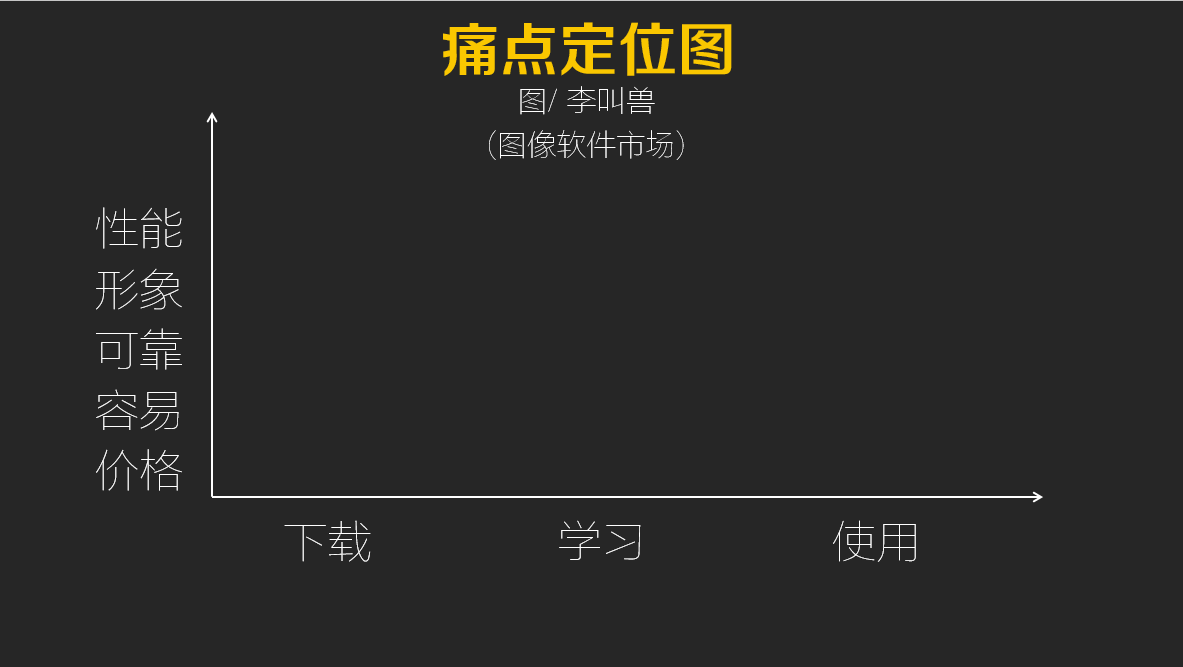 痛点定位图
图/ 李叫兽
（图像软件市场）
性能
形象
可靠
容易
价格
下载 学习 使用